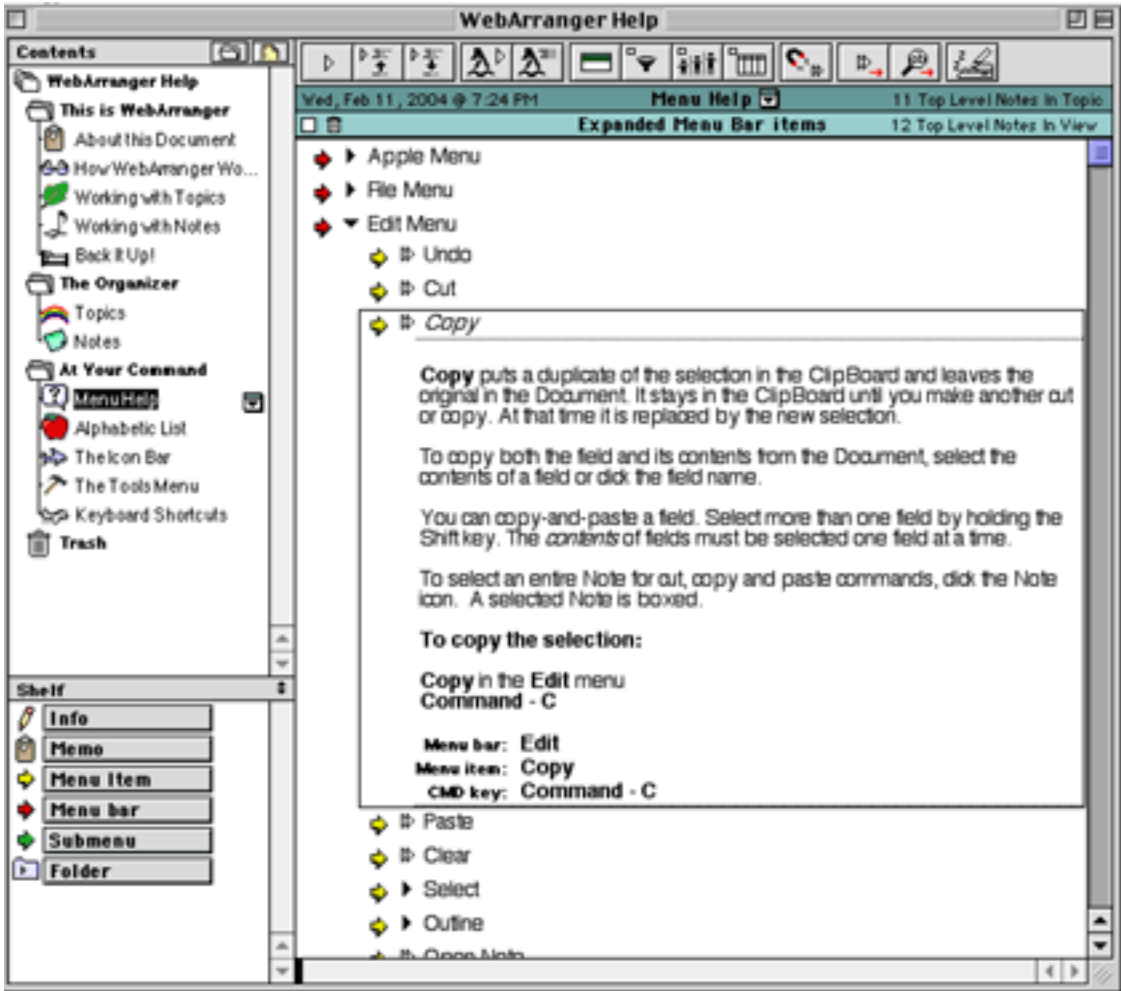 WebArranger Help
Contents
WebArranger Help
This is WebArranger
About this Document
How WebArranger Wo...
Working with Topics
Working with Notes
Back It Up!
The Organizer
Topics
Notes
At Your Command
Menu Help
Alphabetic List
The Icon Bar
The Tools Menu
Keyboard Shortcuts
Trash
Shelf
Info
Memo
Menu Item
Menu bar
Submenu
Folder
Wed, Feb 11, 2004 @ 7:24 PM Menu Help 11 Top Level Notes In Topic
Expanded Menu Bar items 12 Top Level Notes In View
Apple Menu
File Menu
Edit Menu
Undo
Cut
Copy
Copy puts a duplicate of the selection in the ClipBoard and leaves the
original in the Document. It stays in the ClipBoard until you make another cut
or copy. At that time it is replaced by the new selection.
To copy both the field and its contents from the Document, select the
contents of a field or click the field name.
You can copy-and-paste a field. Select more than one field by holding the
Shift key. The contents of fields must be selected one field at a time.
To select an entire Note for cut, copy and paste commands, click the Note
icon. A selected Note is boxed.
To copy the selection:
Copy in the Edit menu
Command - C
Menu bar: Edit
Menu item: Copy
CMD key: Command - C
Paste
Clear
Select
Outline
Open Note